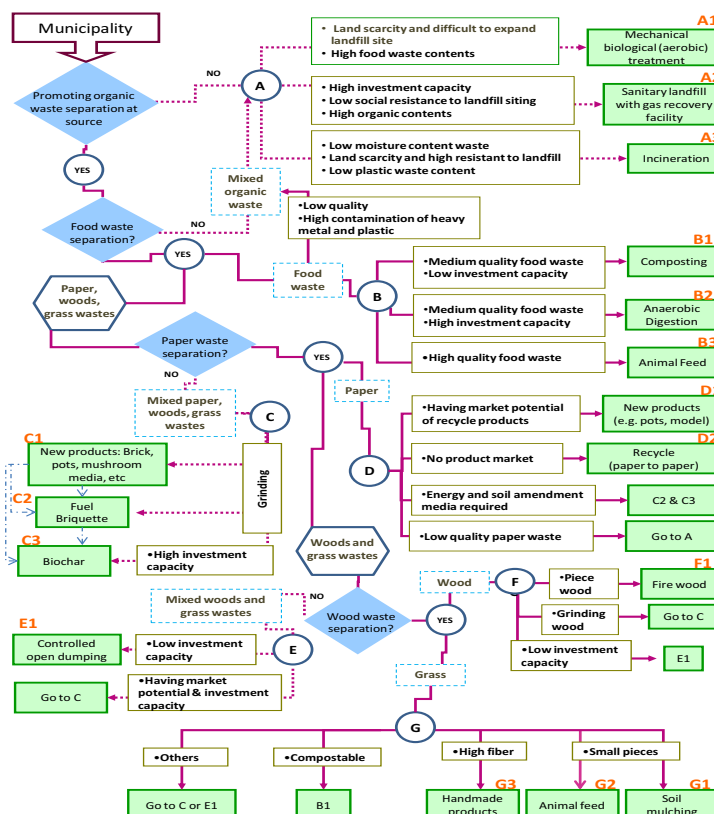 Municipality
Promoting organic
waste separation at
source
NO
A
•Land scarcity and difficult to expand
landfill site
•High food waste contents
A1
Mechanical
biological (aerobic)
treatment
•High investment capacity
•Low social resistance to landfill siting
•High organic contents
Sanitary landfill
with gas recovery
facility
•Low moisture content waste
•Land scarcity and high resistant to landfill
•Low plastic waste content
Incineration
YES
Mixed
organic
waste
•Low quality
•High contamination of heavy
metal and plastic
Food waste
separation?
NO
YES
Food
waste
B
•Medium quality food waste
•Low investment capacity
B1
Composting
•Medium quality food waste
•High investment capacity
B2
Anaerobic
Digestion
•High quality food waste
B3
Animal Feed
Paper,
woods,
grass wastes
Paper waste
separation?
NO
YES
Paper
Mixed paper,
woods, grass
wastes
C
Grinding
C1
New products: Brick,
pots, mushroom
media, etc
C2
Fuel
Briquette
C3
Biochar
•High investment
capacity
D
•Having market potential
of recycle products
D1
New products
(e.g. pots, model)
•No product market
D2
Recycle
(paper to paper)
•Energy and soil amendment
media required
C2 & C3
•Low quality paper waste
Go to A
Woods and
grass wastes
Wood waste
separation?
NO
YES
Mixed woods and
grass wastes
E
E1
Controlled
open dumping
•Low investment
capacity
Go to C
•Having market
potential & investment
capacity
Wood
F
•Piece
wood
F1
Fire wood
•Grinding
wood
Go to C
•Low investment
capacity
E1
Grass
G
•Others
Go to C or E1
•Compostable
B1
•High fiber
G3
Handmade
products
•Small pieces
G2
Animal feed
G1
Soil
mulching